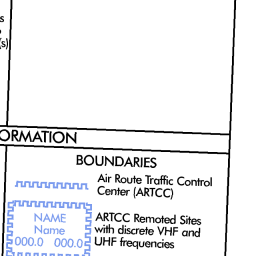 s
(s)
ORMATION
BOUNDARIES
Air Route Traffic Control
Center (ARTCC)
NAME
Name
000.0 000.0
ARTCC Remoted Sites
with discrete VHF and
UHF frequencies